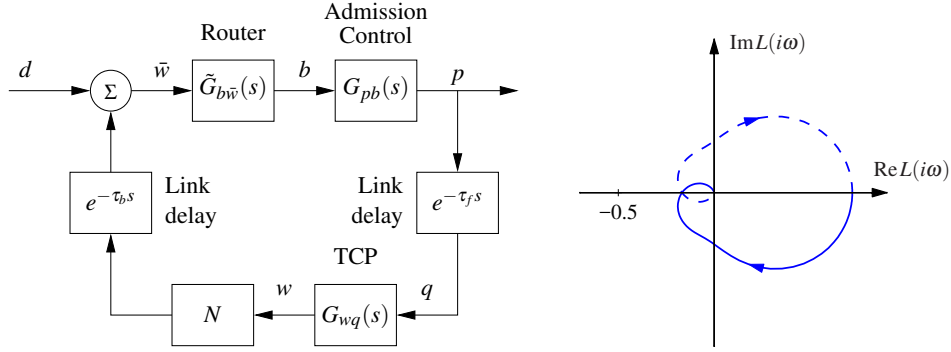 Admission
Router Control
d
Σ
w̄
G̃_{bw̄}(s)
b
G_{pb}(s)
p
e^{−τ_b s}
Link
delay
Link
delay
e^{−τ_f s}
TCP
N
w
G_{wq}(s)
q
Im L(iω)
Re L(iω)
−0.5